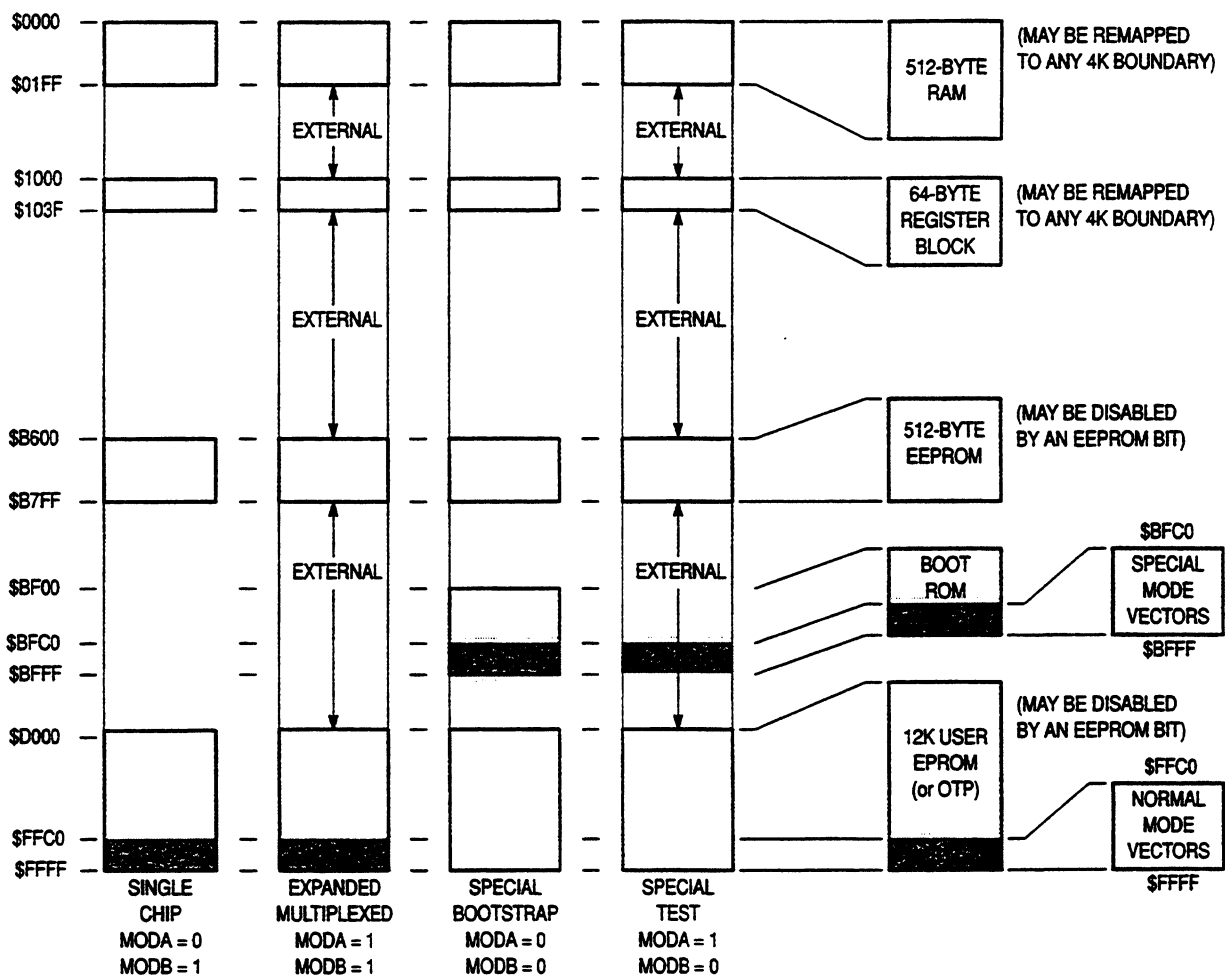 $0000
$01FF
$1000
$103F
$B600
$B7FF
$BF00
$BFC0
$BFFF
$D000
$FFC0
$FFFF
EXTERNAL
EXTERNAL
EXTERNAL
EXTERNAL
EXTERNAL
EXTERNAL
SINGLE
CHIP
MODA = 0
MODB = 1
EXPANDED
MULTIPLEXED
MODA = 1
MODB = 1
SPECIAL
BOOTSTRAP
MODA = 0
MODB = 0
SPECIAL
TEST
MODA = 1
MODB = 0
512-BYTE
RAM
(MAY BE REMAPPED
TO ANY 4K BOUNDARY)
64-BYTE
REGISTER
BLOCK
(MAY BE REMAPPED
TO ANY 4K BOUNDARY)
512-BYTE
EEPROM
(MAY BE DISABLED
BY AN EEPROM BIT)
BOOT
ROM
$BFC0
SPECIAL
MODE
VECTORS
$BFFF
12K USER
EPROM
(or OTP)
(MAY BE DISABLED
BY AN EEPROM BIT)
$FFC0
NORMAL
MODE
VECTORS
$FFFF